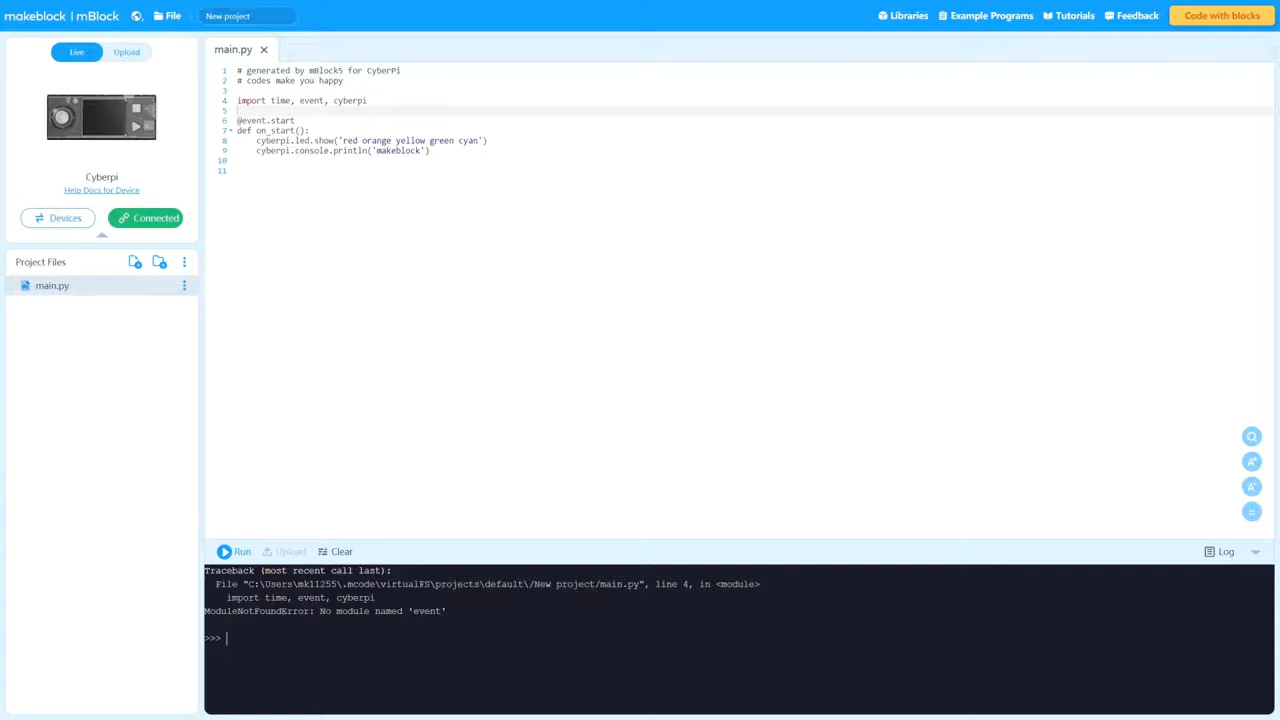 makeblock | mBlock File New project Libraries Example Programs Tutorials Feedback Code with blocks
Live Upload
Cyberpi
Help Docs for Device
Devices Connected
Project Files
main.py
main.py
1 # generated by mBlock5 for CyberPi
2 # codes make you happy
3
4 import time, event, cyberpi
5
6 @event.start
7 def on_start():
8 cyberpi.led.show('red orange yellow green cyan')
9 cyberpi.console.println('makeblock')
10
11
Run Upload Clear Log
Traceback (most recent call last):
File "C:\Users\mk11255\.mcode\virtualFS\projects\default\/New project/main.py", line 4, in <module>
import time, event, cyberpi
ModuleNotFoundError: No module named 'event'
>>>